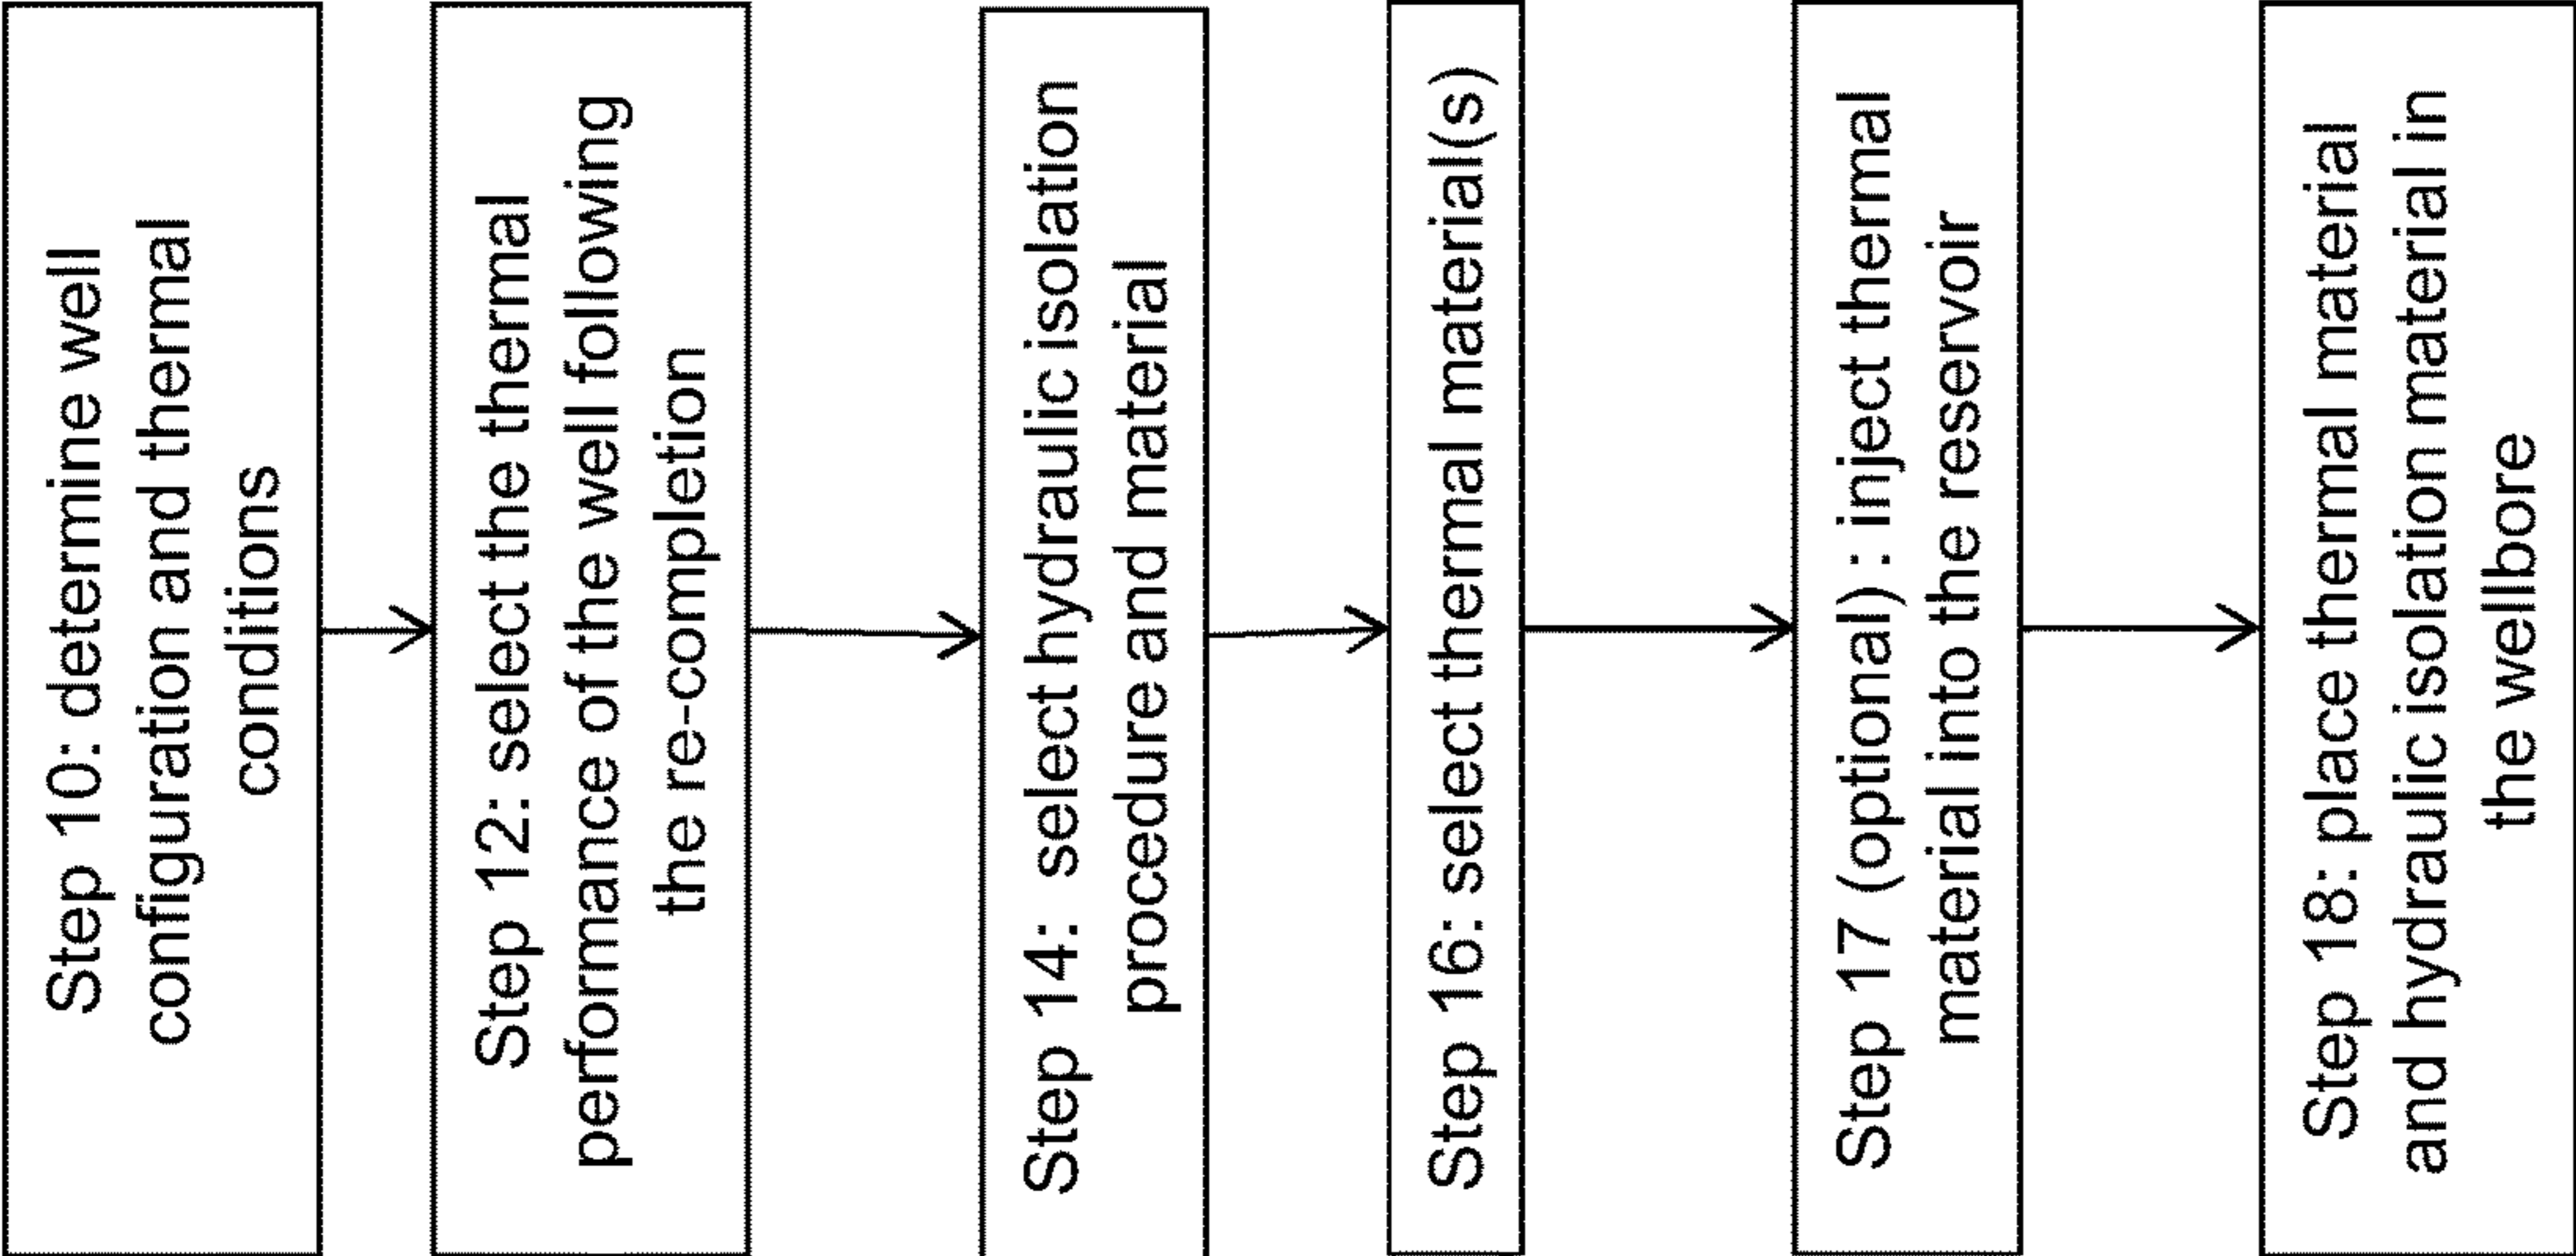 Step 10: determine well
configuration and thermal
conditions
Step 12: select the thermal
performance of the well following
the re-completion
Step 14: select hydraulic isolation
procedure and material
Step 16: select thermal material(s)
Step 17 (optional) : inject thermal
material into the reservoir
Step 18: place thermal material
and hydraulic isolation material in
the wellbore